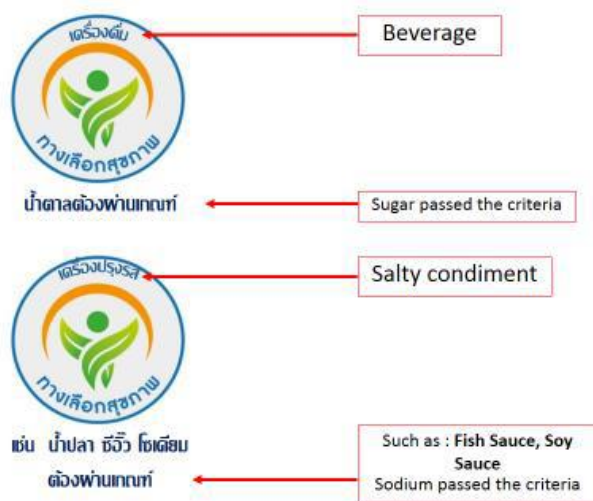 เครื่องดื่ม
Beverage
ทางเลือกสุขภาพ
น้ำตาลต้องผ่านเกณฑ์
Sugar passed the criteria
เครื่องปรุงรส
Salty condiment
ทางเลือกสุขภาพ
เช่น น้ำปลา ซีอิ๊ว โซเดียม
ต้องผ่านเกณฑ์
Such as : Fish Sauce, Soy
Sauce
Sodium passed the criteria